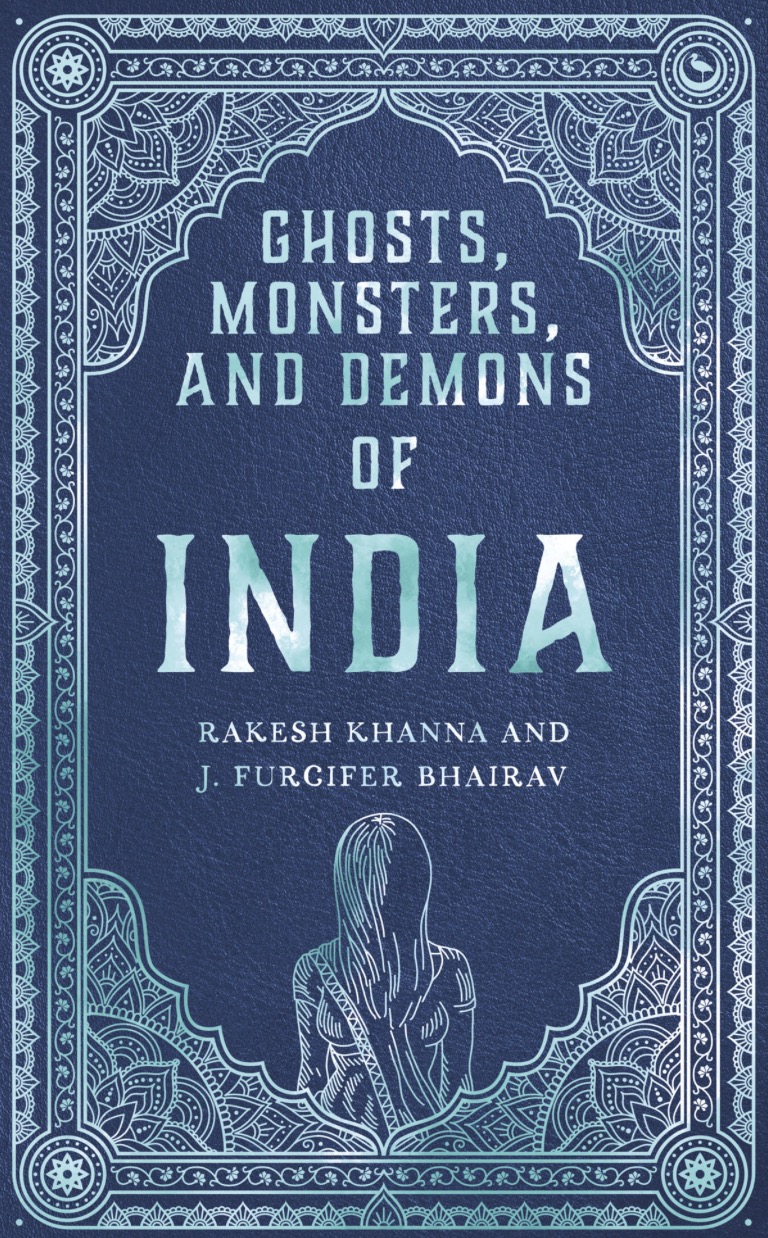 GHOSTS,
MONSTERS,
AND DEMONS
OF
INDIA
RAKESH KHANNA AND
J. FURCIFER BHAIRAV